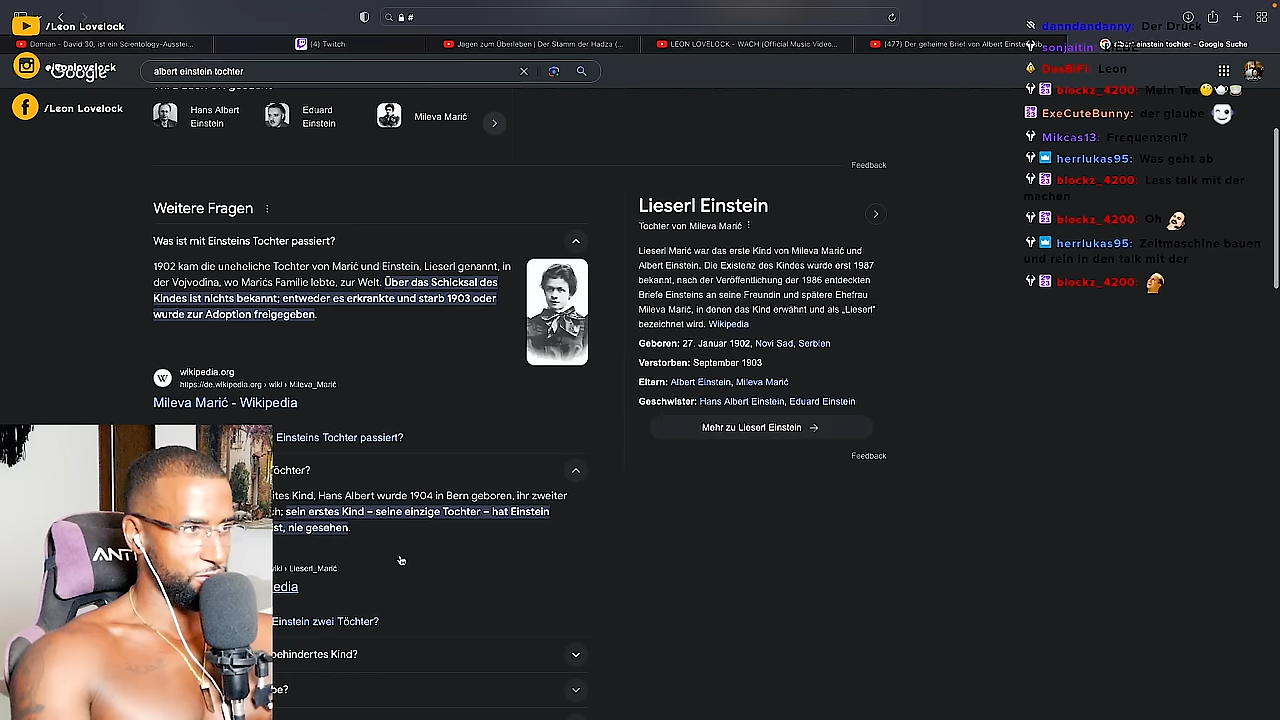 /Leon Lovelock
@leonlovelock
/Leon Lovelock
#
Domian - David 30, ist ein Scientology-Ausstei...
(4) Twitch
Jagen zum Überleben | Der Stamm der Hadza (...
LEON LOVELOCK - WACH (Official Music Video...
(477) Der geheime Brief von Albert Einste
albert einstein tochter - Google Suche
Google
albert einstein tochter
Hans Albert
Einstein
Eduard
Einstein
Mileva Marić
Feedback
Weitere Fragen
Was ist mit Einsteins Tochter passiert?
1902 kam die uneheliche Tochter von Marić und Einstein, Lieserl genannt, in
der Vojvodina, wo Marićs Familie lebte, zur Welt. Über das Schicksal des
Kindes ist nichts bekannt; entweder es erkrankte und starb 1903 oder
wurde zur Adoption freigegeben.
W
wikipedia.org
https://de.wikipedia.org › wiki › Mileva_Marić
Mileva Marić - Wikipedia
Einsteins Tochter passiert?
öchter?
ites Kind, Hans Albert wurde 1904 in Bern geboren, ihr zweiter
h; sein erstes Kind – seine einzige Tochter – hat Einstein
st, nie gesehen.
wiki › Lieserl_Marić
edia
Einstein zwei Töchter?
behindertes Kind?
be?
Lieserl Einstein
Tochter von Mileva Marić
Lieserl Marić war das erste Kind von Mileva Marić und
Albert Einstein. Die Existenz des Kindes wurde erst 1987
bekannt, nach der Veröffentlichung der 1986 entdeckten
Briefe Einsteins an seine Freundin und spätere Ehefrau
Mileva Marić, in denen das Kind erwähnt und als „Lieserl“
bezeichnet wird. Wikipedia
Geboren: 27. Januar 1902, Novi Sad, Serbien
Verstorben: September 1903
Eltern: Albert Einstein, Mileva Marić
Geschwister: Hans Albert Einstein, Eduard Einstein
Mehr zu Lieserl Einstein
Feedback
danndandanny: Der Druck
sonjaitin:
DasBiFi: Leon
blockz_4200: Mein Tee
ExeCuteBunny: der glaube
Mikcas13: Frequenzen!?
herrlukas95: Was geht ab
blockz_4200: Lass talk mit der
machen
blockz_4200: Oh
herrlukas95: Zeitmaschine bauen
und rein in den talk mit der
blockz_4200:
ANT